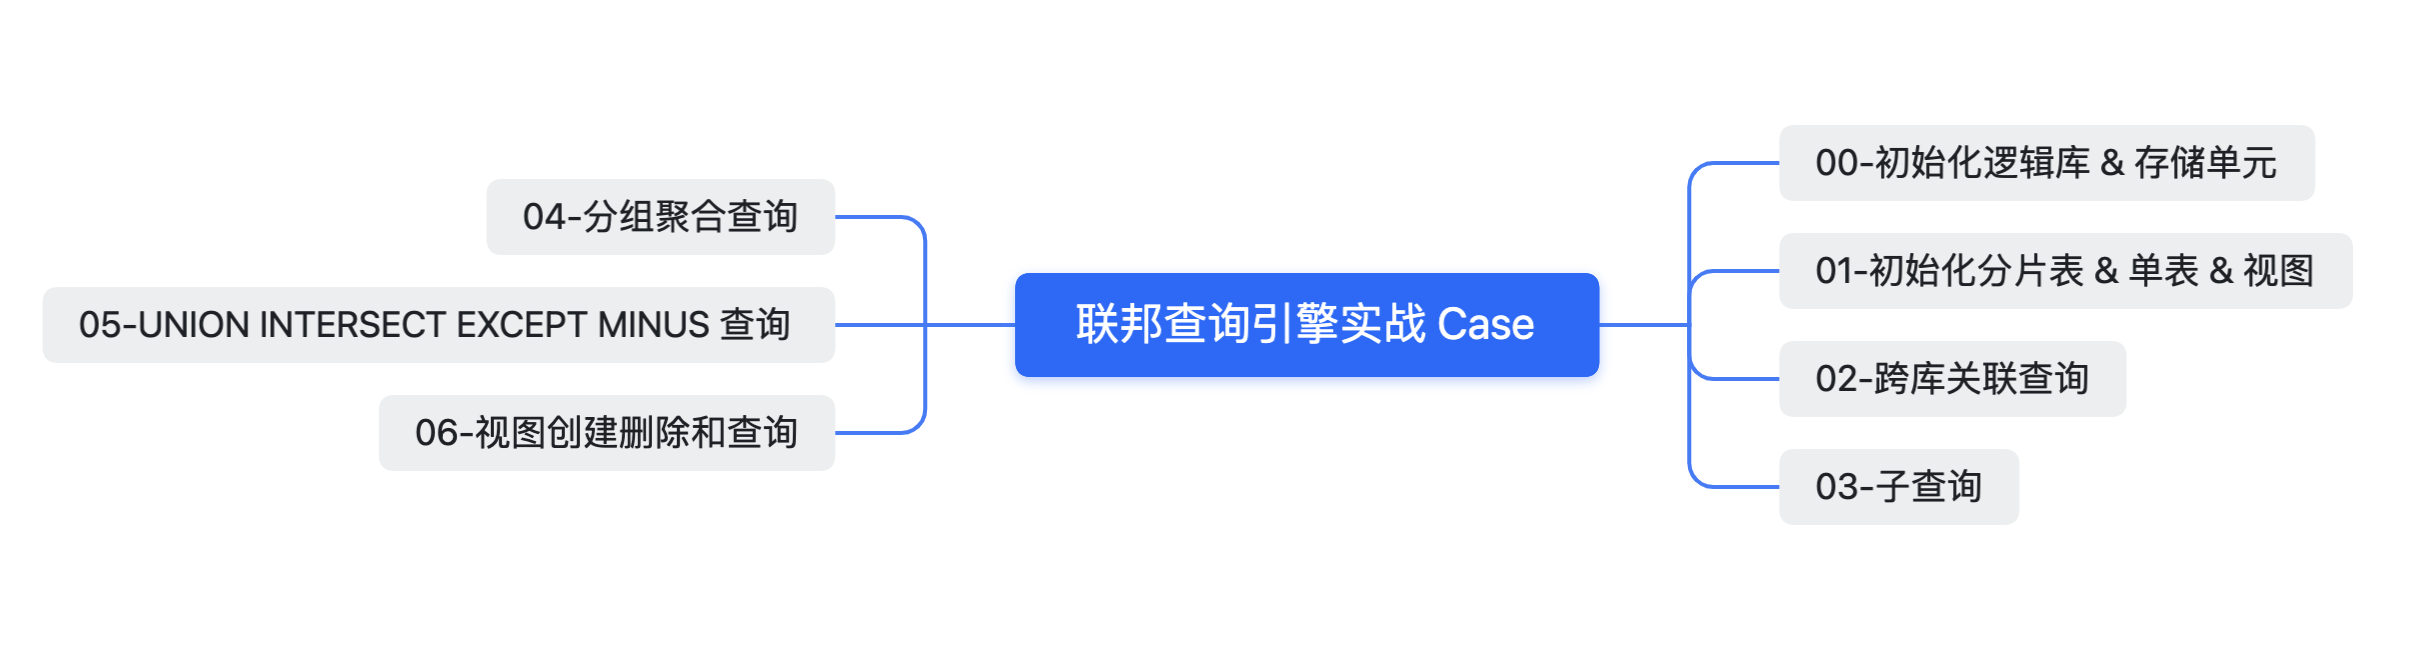 联邦查询引擎实战 Case
00-初始化逻辑库 & 存储单元
01-初始化分片表 & 单表 & 视图
02-跨库关联查询
03-子查询
04-分组聚合查询
05-UNION INTERSECT EXCEPT MINUS 查询
06-视图创建删除和查询